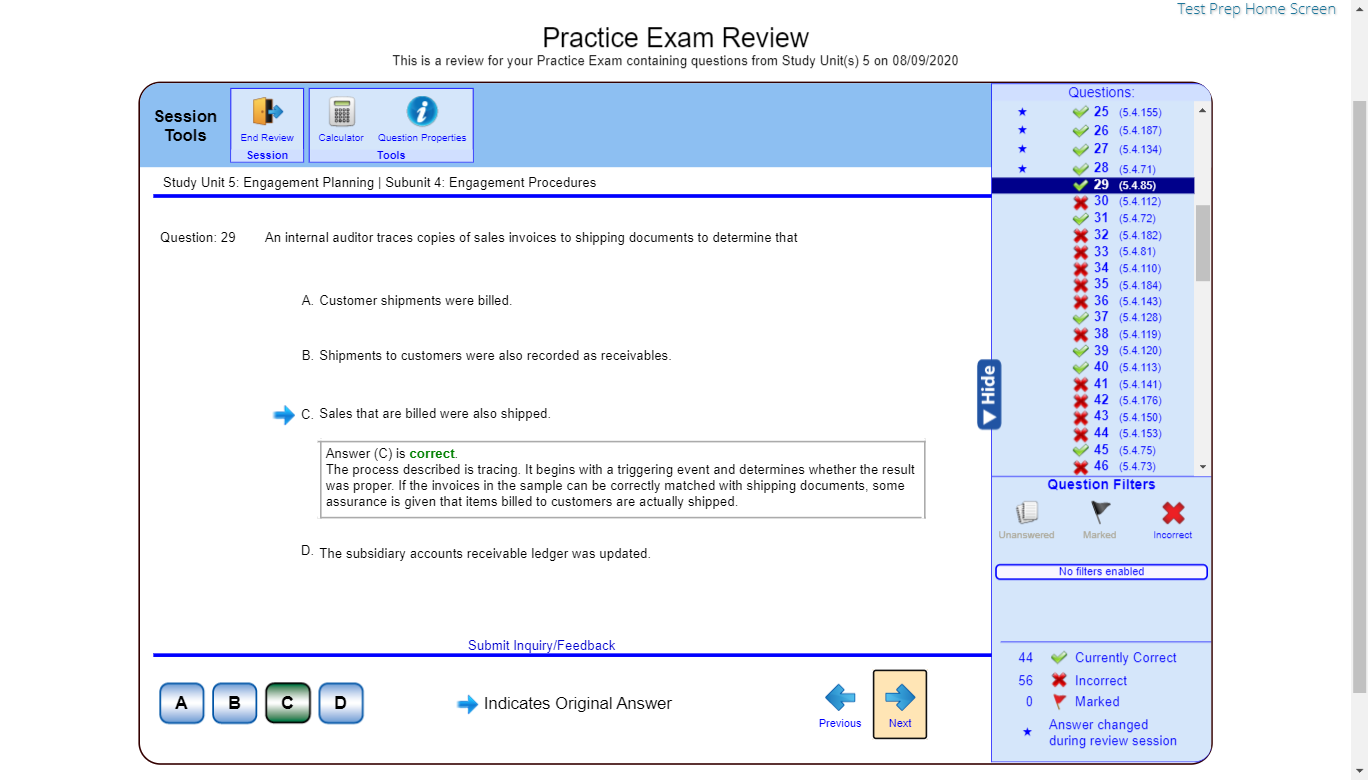 Test Prep Home Screen
Practice Exam Review
This is a review for your Practice Exam containing questions from Study Unit(s) 5 on 08/09/2020
Session
Tools
End Review
Session
Calculator
Question Properties
Tools
Study Unit 5: Engagement Planning | Subunit 4: Engagement Procedures
Question: 29 An internal auditor traces copies of sales invoices to shipping documents to determine that
A. Customer shipments were billed.
B. Shipments to customers were also recorded as receivables.
C. Sales that are billed were also shipped.
Answer (C) is correct.
The process described is tracing. It begins with a triggering event and determines whether the result
was proper. If the invoices in the sample can be correctly matched with shipping documents, some
assurance is given that items billed to customers are actually shipped.
D. The subsidiary accounts receivable ledger was updated.
Submit Inquiry/Feedback
A B C D
Indicates Original Answer
Previous
Next
Hide
Questions:
25 (5.4.155)
26 (5.4.187)
27 (5.4.134)
28 (5.4.71)
29 (5.4.85)
30 (5.4.112)
31 (5.4.72)
32 (5.4.182)
33 (5.4.81)
34 (5.4.110)
35 (5.4.184)
36 (5.4.143)
37 (5.4.128)
38 (5.4.119)
39 (5.4.120)
40 (5.4.113)
41 (5.4.141)
42 (5.4.176)
43 (5.4.150)
44 (5.4.153)
45 (5.4.75)
46 (5.4.73)
Question Filters
Unanswered
Marked
Incorrect
No filters enabled
44 Currently Correct
56 Incorrect
0 Marked
Answer changed
during review session